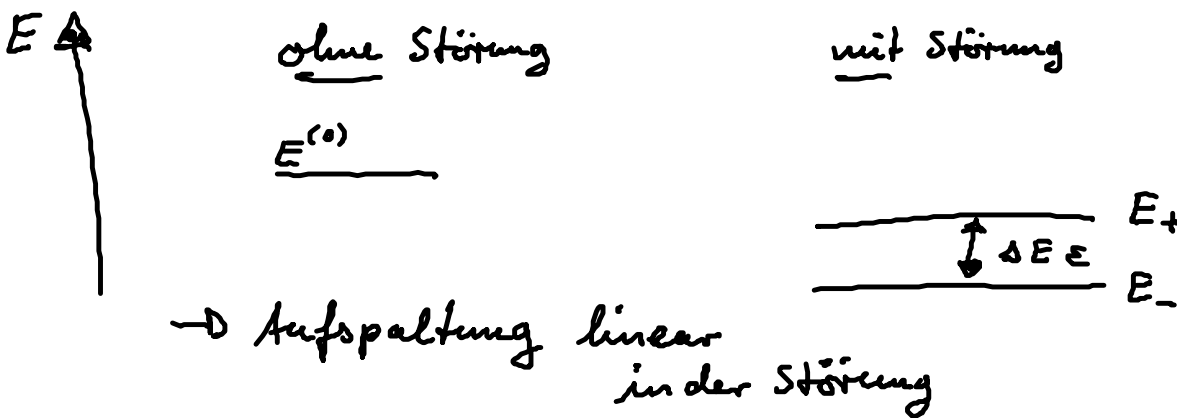 E ohne Störung mit Störung
E^(0)
E+
ΔE ε
E-
→ Aufspaltung linear
in der Störung